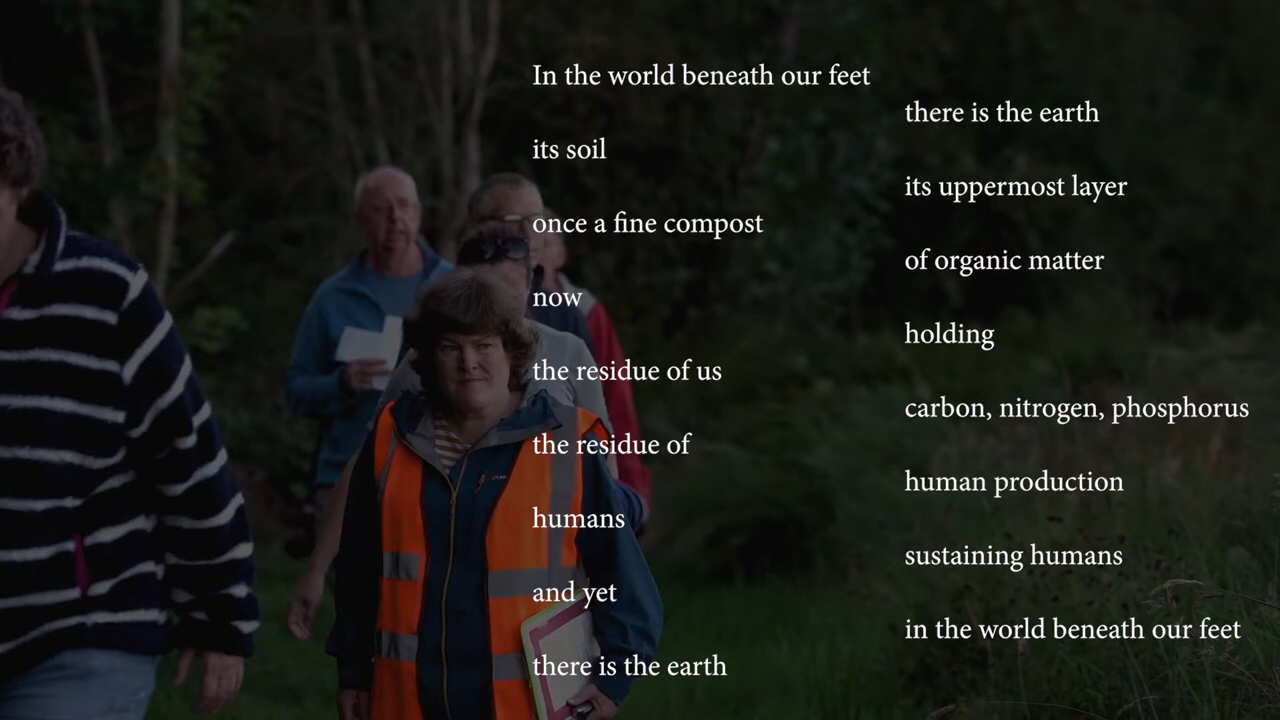 In the world beneath our feet
there is the earth
its soil
its uppermost layer
once a fine compost
of organic matter
now
holding
the residue of us
carbon, nitrogen, phosphorus
the residue of
human production
humans
sustaining humans
and yet
in the world beneath our feet
there is the earth